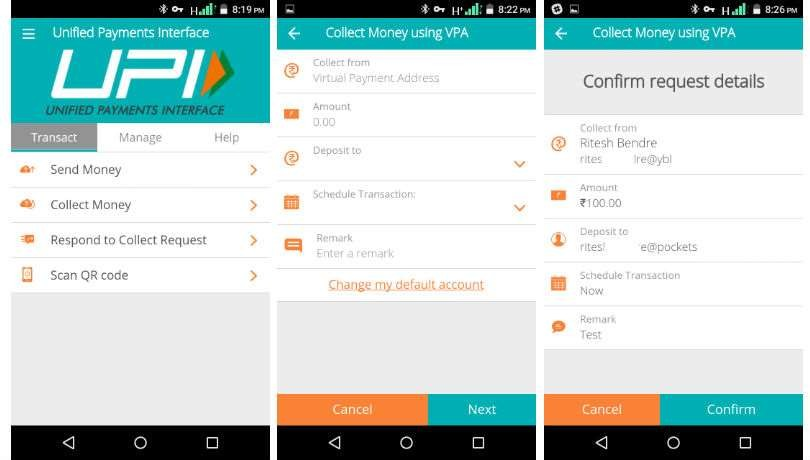 8:19 PM
Unified Payments Interface
UPI
UNIFIED PAYMENTS INTERFACE
Transact Manage Help
Send Money
Collect Money
Respond to Collect Request
Scan QR code
H+ 8:22 PM
Collect Money using VPA
Collect from
Virtual Payment Address
Amount
0.00
Deposit to
Schedule Transaction:
Remark
Enter a remark
Change my default account
Cancel Next
H 8:26 PM
Collect Money using VPA
Confirm request details
Collect from
Ritesh Bendre
rites lre@ybl
Amount
₹100.00
Deposit to
rites e@pockets
Schedule Transaction
Now
Remark
Test
Cancel Confirm